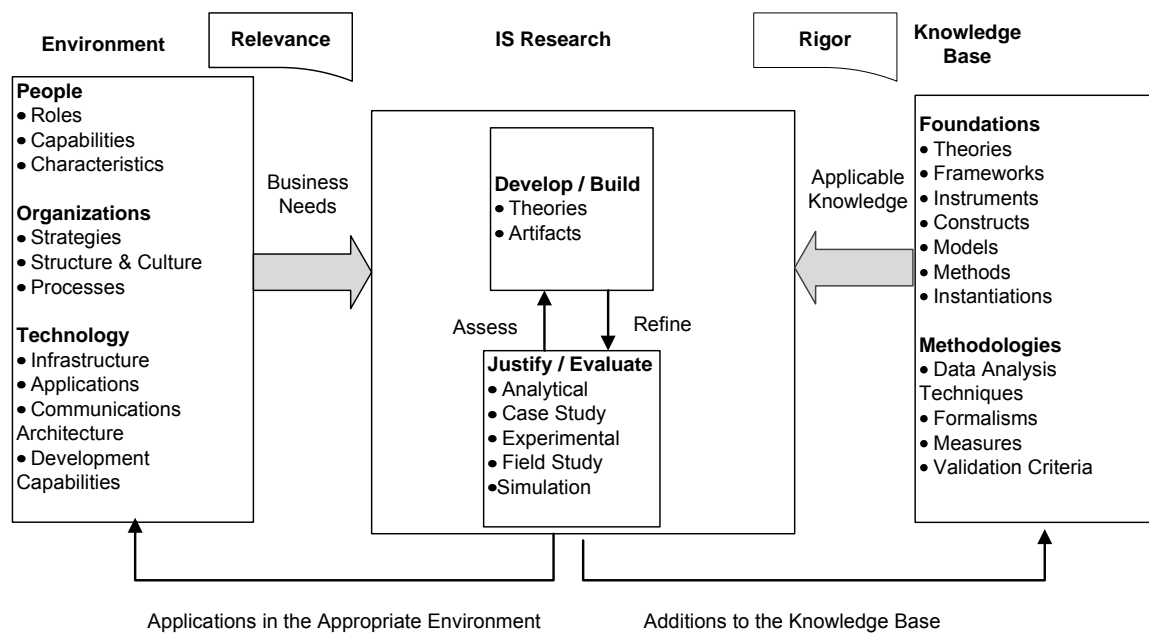 Environment
Relevance
IS Research
Rigor
Knowledge
Base
People
• Roles
• Capabilities
• Characteristics
Organizations
• Strategies
• Structure & Culture
• Processes
Technology
• Infrastructure
• Applications
• Communications
Architecture
• Development
Capabilities
Business
Needs
Develop / Build
• Theories
• Artifacts
Assess
Refine
Justify / Evaluate
• Analytical
• Case Study
• Experimental
• Field Study
•Simulation
Applicable
Knowledge
Foundations
• Theories
• Frameworks
• Instruments
• Constructs
• Models
• Methods
• Instantiations
Methodologies
• Data Analysis
Techniques
• Formalisms
• Measures
• Validation Criteria
Applications in the Appropriate Environment
Additions to the Knowledge Base